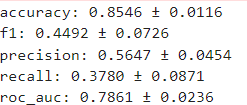 accuracy: 0.8546 ± 0.0116
f1: 0.4492 ± 0.0726
precision: 0.5647 ± 0.0454
recall: 0.3780 ± 0.0871
roc_auc: 0.7861 ± 0.0236